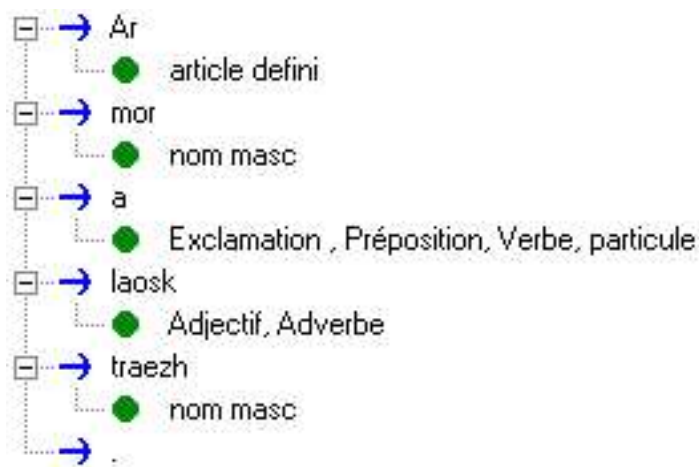 Ar
article defini
mor
nom masc
a
Exclamation , Préposition, Verbe, particule
laosk
Adjectif, Adverbe
traezh
nom masc
.